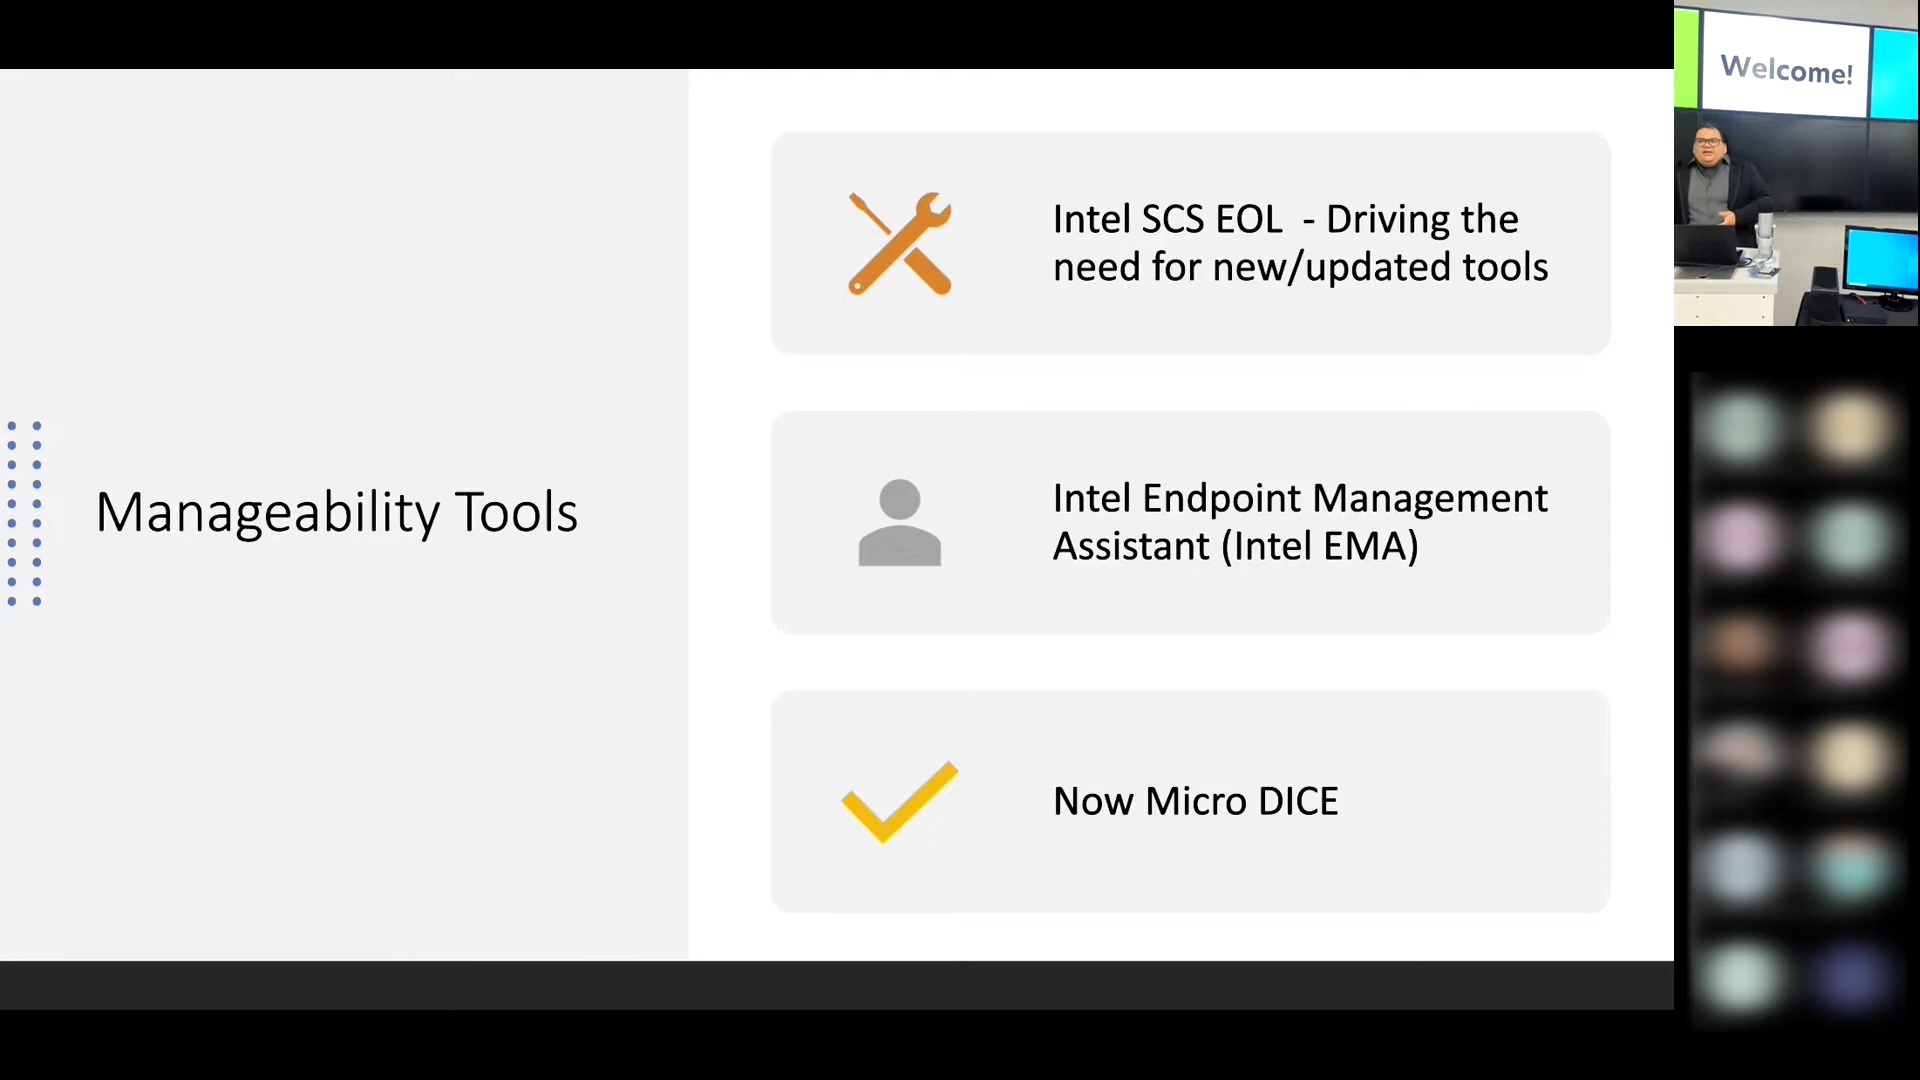 Manageability Tools
Intel SCS EOL  - Driving the
need for new/updated tools
Intel Endpoint Management
Assistant (Intel EMA)
Now Micro DICE
Welcome!